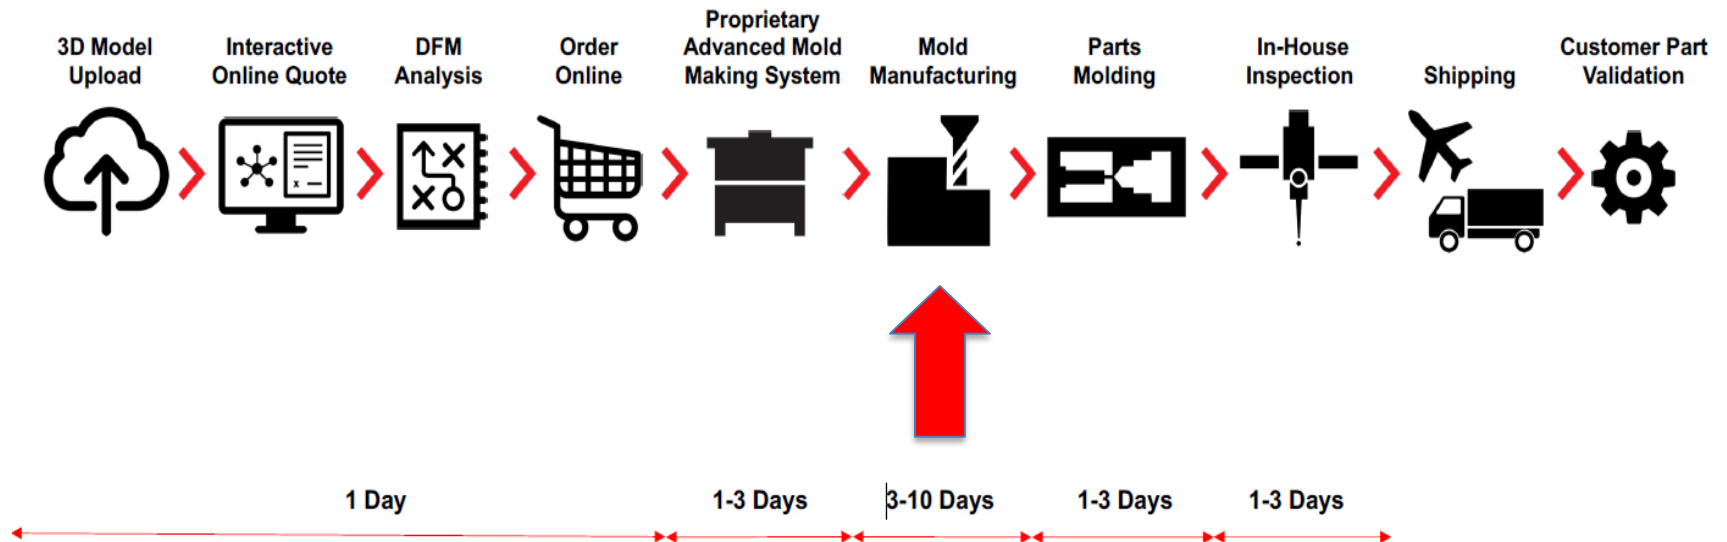 3D Model
Upload
Interactive
Online Quote
DFM
Analysis
Order
Online
Proprietary
Advanced Mold
Making System
Mold
Manufacturing
Parts
Molding
In-House
Inspection
Shipping
Customer Part
Validation
x
1 Day
1-3 Days
3-10 Days
1-3 Days
1-3 Days